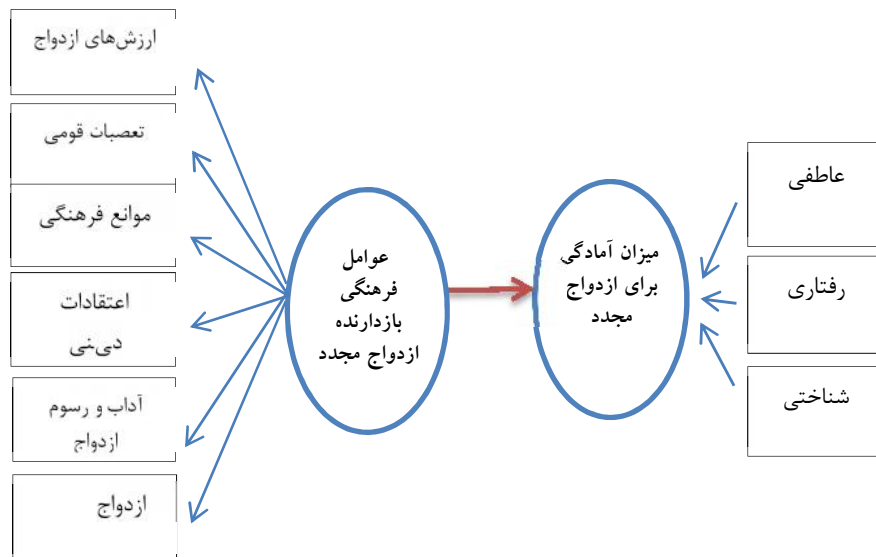 ارزش‌های ازدواج
تعصبات قومی
موانع فرهنگی
اعتقادات
دی.نی
آداب و رسوم
ازدواج
ازدواج
عوامل
فرهنگی
بازدارنده
ازدواج مجدد
میزان آمادگی
برای ازدواج
مجدد
عاطفی
رفتاری
شناختی